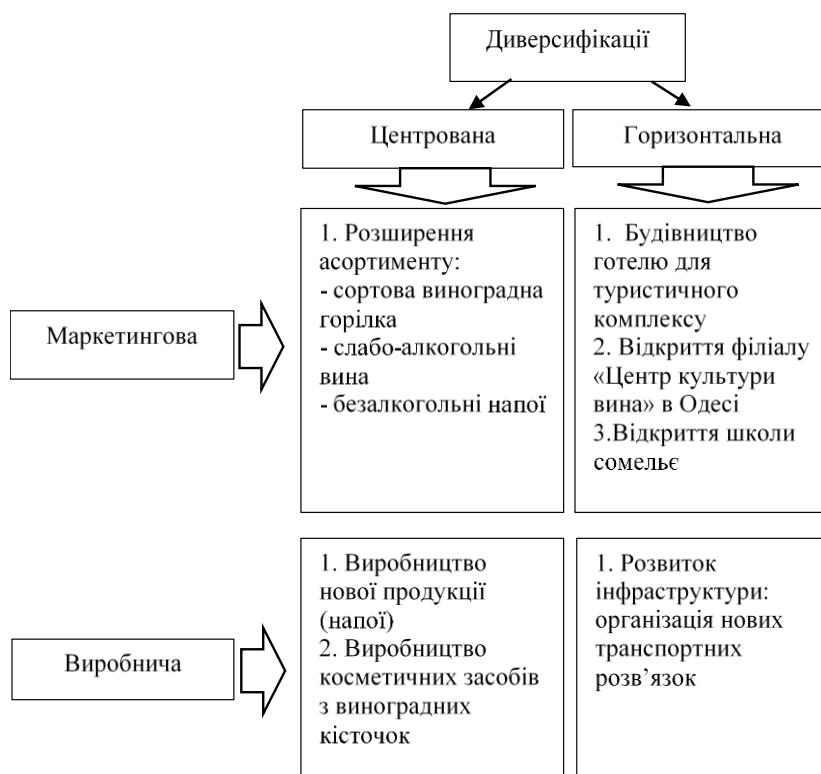 Диверсифікації
Центрована
Горизонтальна
Маркетингова
1. Розширення
асортименту:
- сортова виноградна
горілка
- слабо-алкогольні
вина
- безалкогольні напої
1. Будівництво
готелю для
туристичного
комплексу
2. Відкриття філіалу
«Центр культури
вина» в Одесі
3.Відкриття школи
сомельє
Виробнича
1. Виробництво
нової продукції
(напої)
2. Виробництво
косметичних засобів
з виноградних
кісточок
1. Розвиток
інфраструктури:
організація нових
транспортних
розв’язок